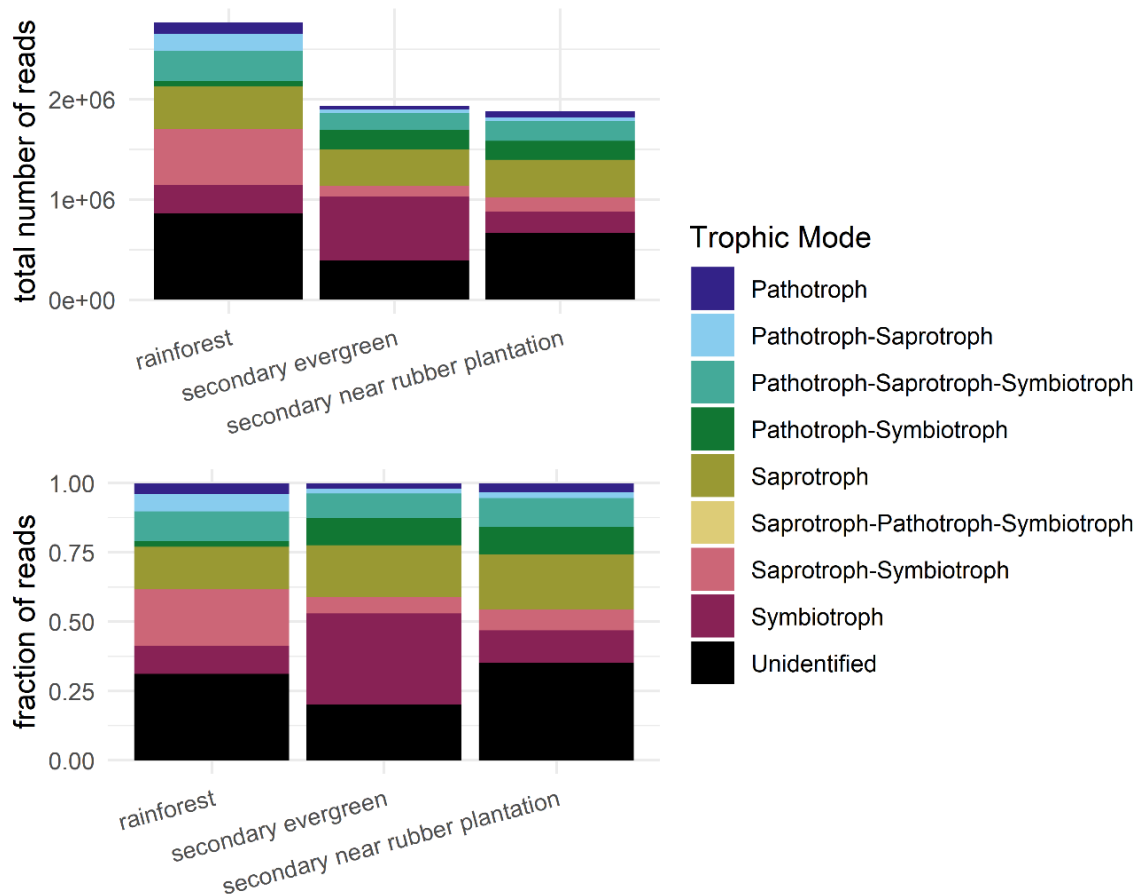 total number of reads
2e+06
1e+06
0e+00
rainforest
secondary evergreen
secondary near rubber plantation
fraction of reads
1.00
0.75
0.50
0.25
0.00
rainforest
secondary evergreen
secondary near rubber plantation
Trophic Mode
Pathotroph
Pathotroph-Saprotroph
Pathotroph-Saprotroph-Symbiotroph
Pathotroph-Symbiotroph
Saprotroph
Saprotroph-Pathotroph-Symbiotroph
Saprotroph-Symbiotroph
Symbiotroph
Unidentified